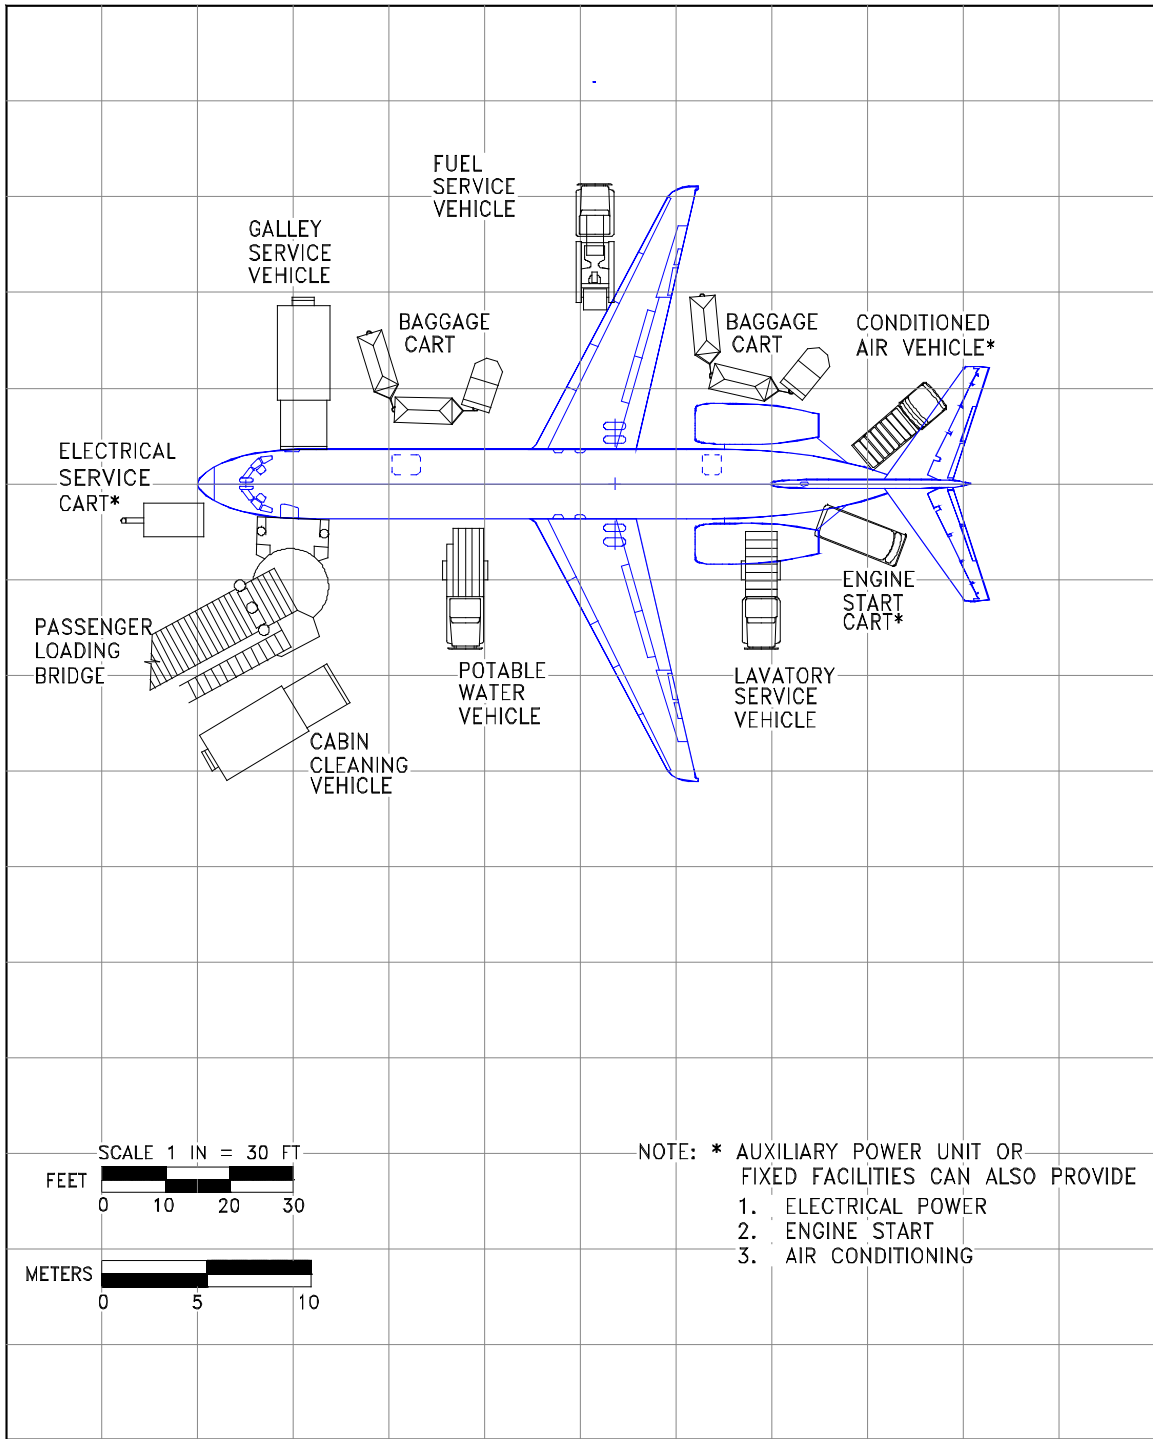 FUEL
SERVICE
VEHICLE
GALLEY
SERVICE
VEHICLE
BAGGAGE
CART
BAGGAGE
CART
CONDITIONED
AIR VEHICLE*
ELECTRICAL
SERVICE
CART*
PASSENGER
LOADING
BRIDGE
POTABLE
WATER
VEHICLE
LAVATORY
SERVICE
VEHICLE
ENGINE
START
CART*
CABIN
CLEANING
VEHICLE
SCALE 1 IN = 30 FT
FEET
0 10 20 30
METERS
0 5 10
NOTE: * AUXILIARY POWER UNIT OR
FIXED FACILITIES CAN ALSO PROVIDE
1. ELECTRICAL POWER
2. ENGINE START
3. AIR CONDITIONING